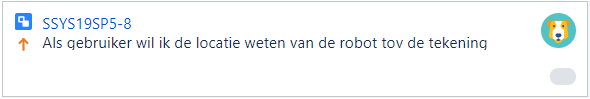 SSYS19SP5-8
Als gebruiker wil ik de locatie weten van de robot tov de tekening